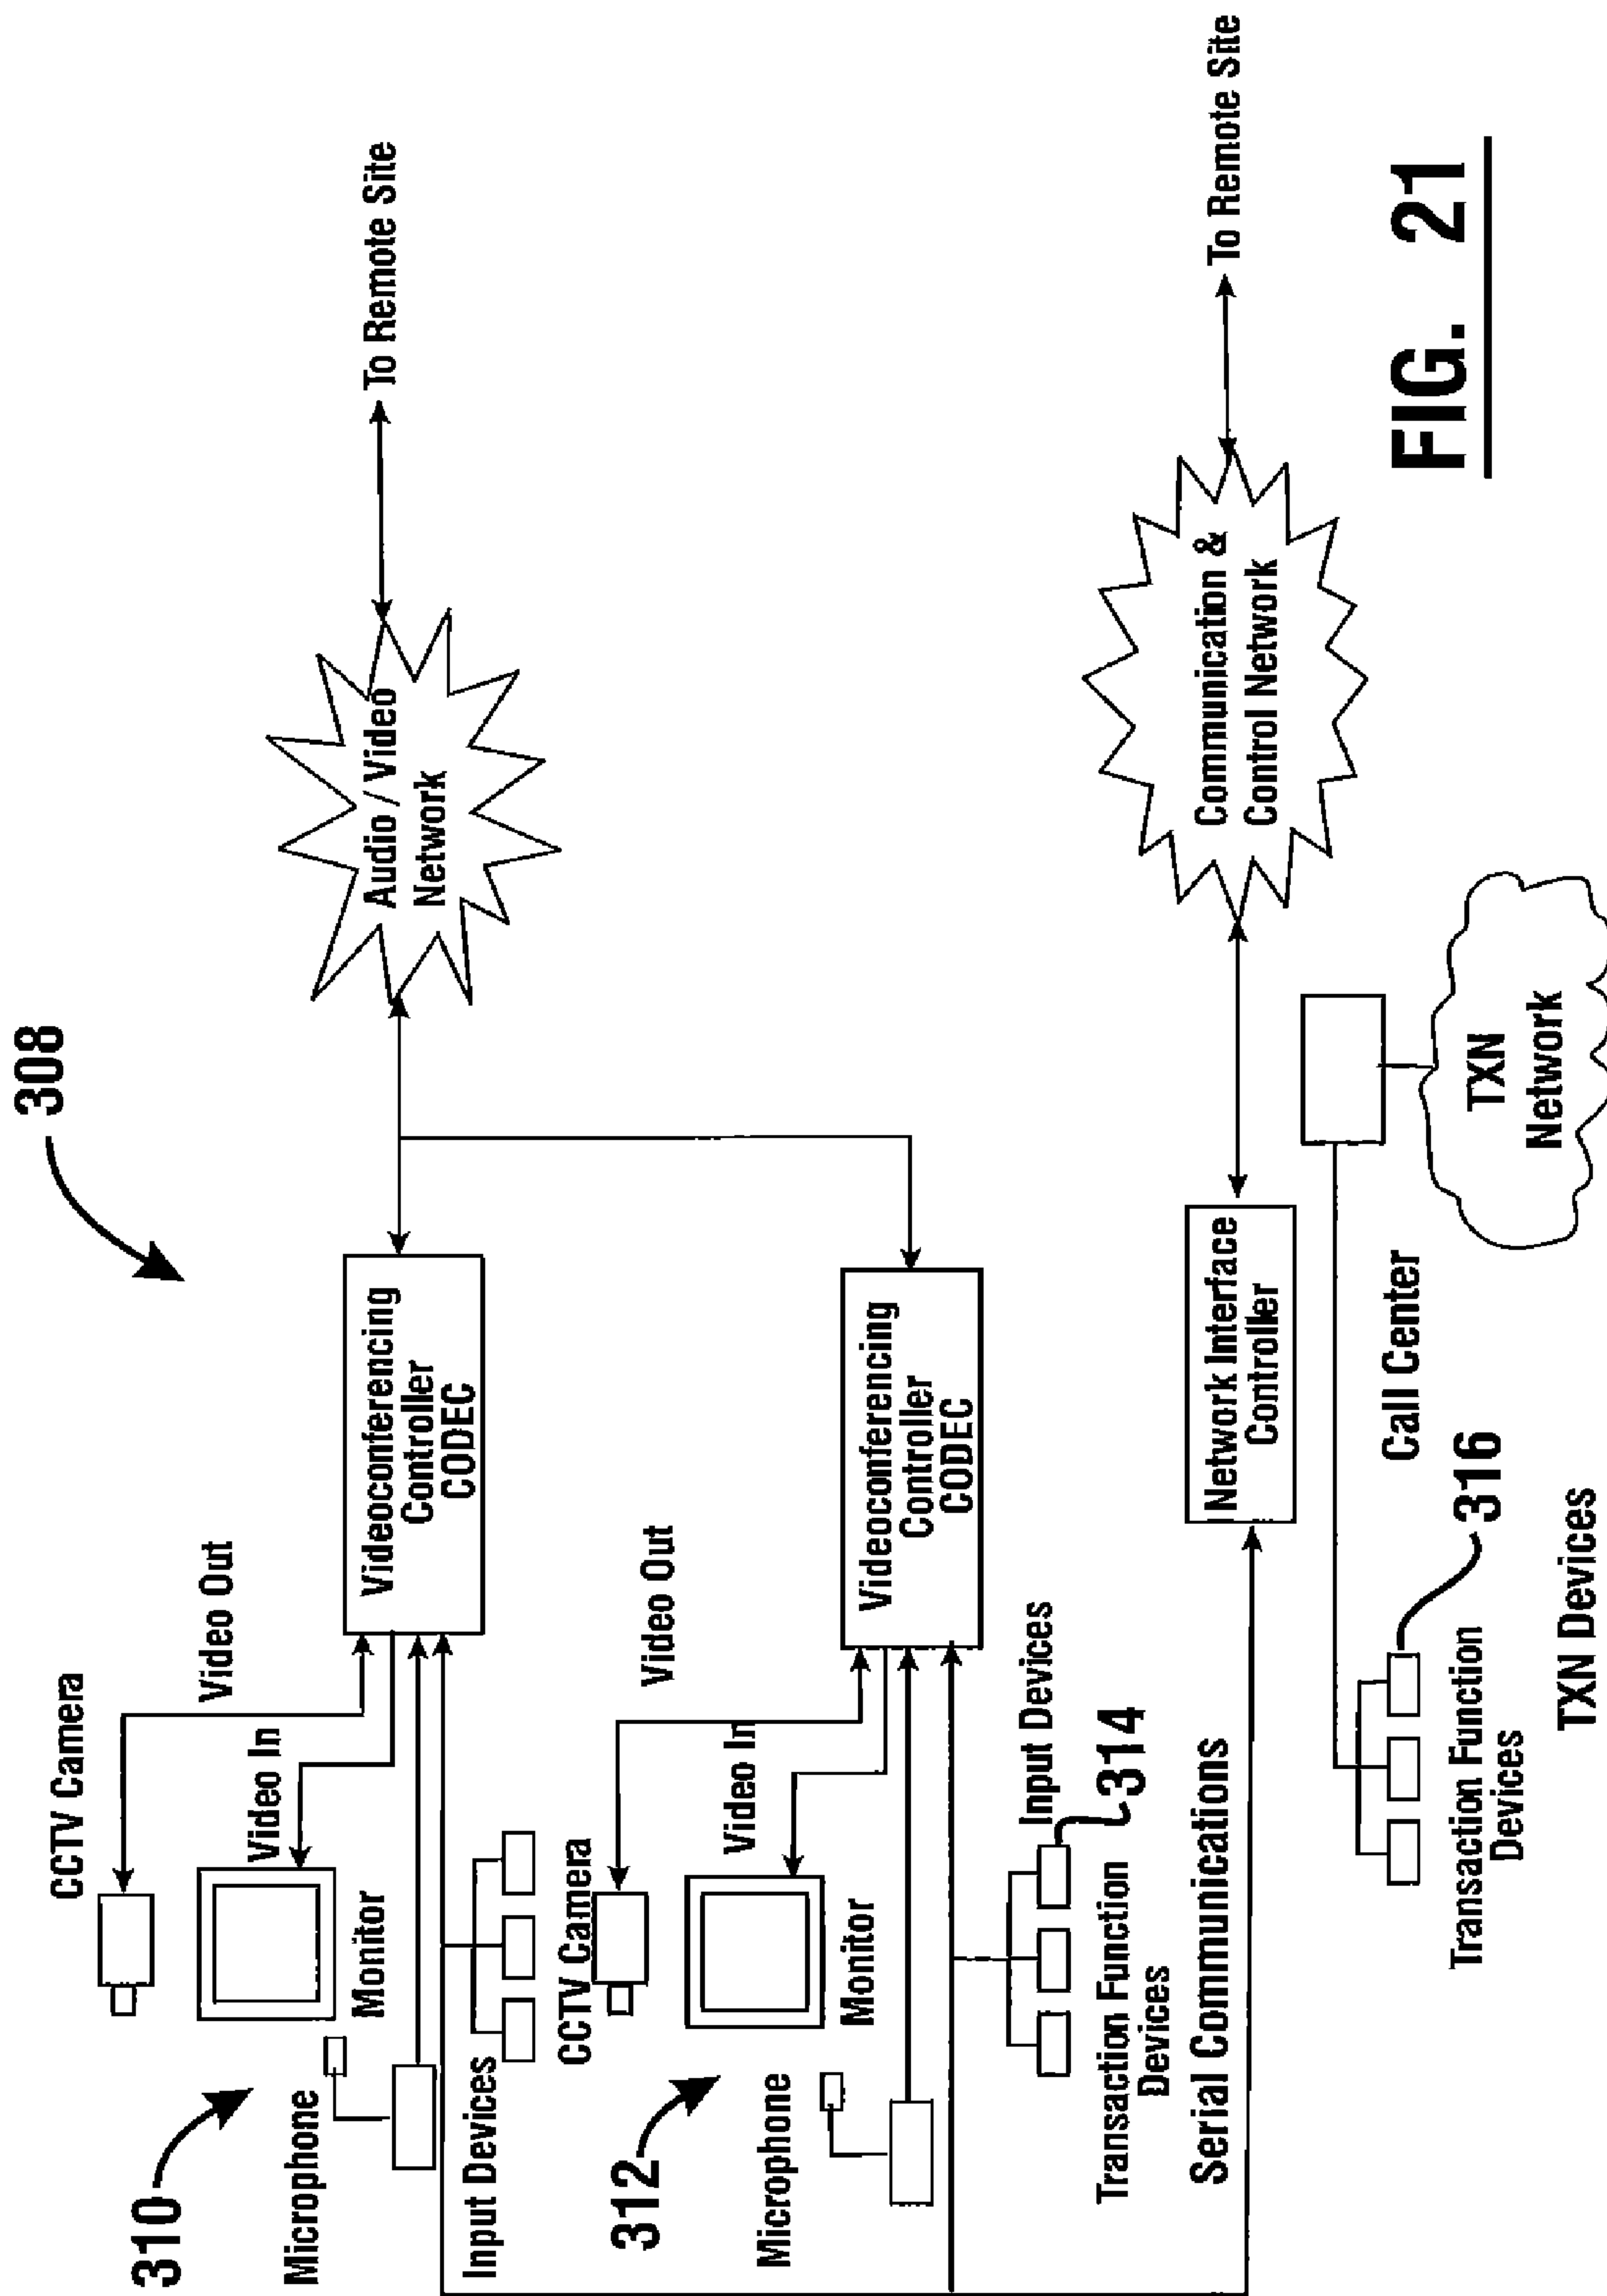 308
310
CCTV Camera
Video Out
Video In
Monitor
Microphone
Input Devices
Videoconferencing
Controller
CODEC
Audio / Video
Network
To Remote Site
312
CCTV Camera
Video Out
Video In
Monitor
Microphone
Input Devices
314
Transaction Function
Devices
Videoconferencing
Controller
CODEC
Serial Communications
Network Interface
Controller
Communication &
Control Network
To Remote Site
Call Center
316
Transaction Function
Devices
TXN Devices
TXN
Network
FIG. 21